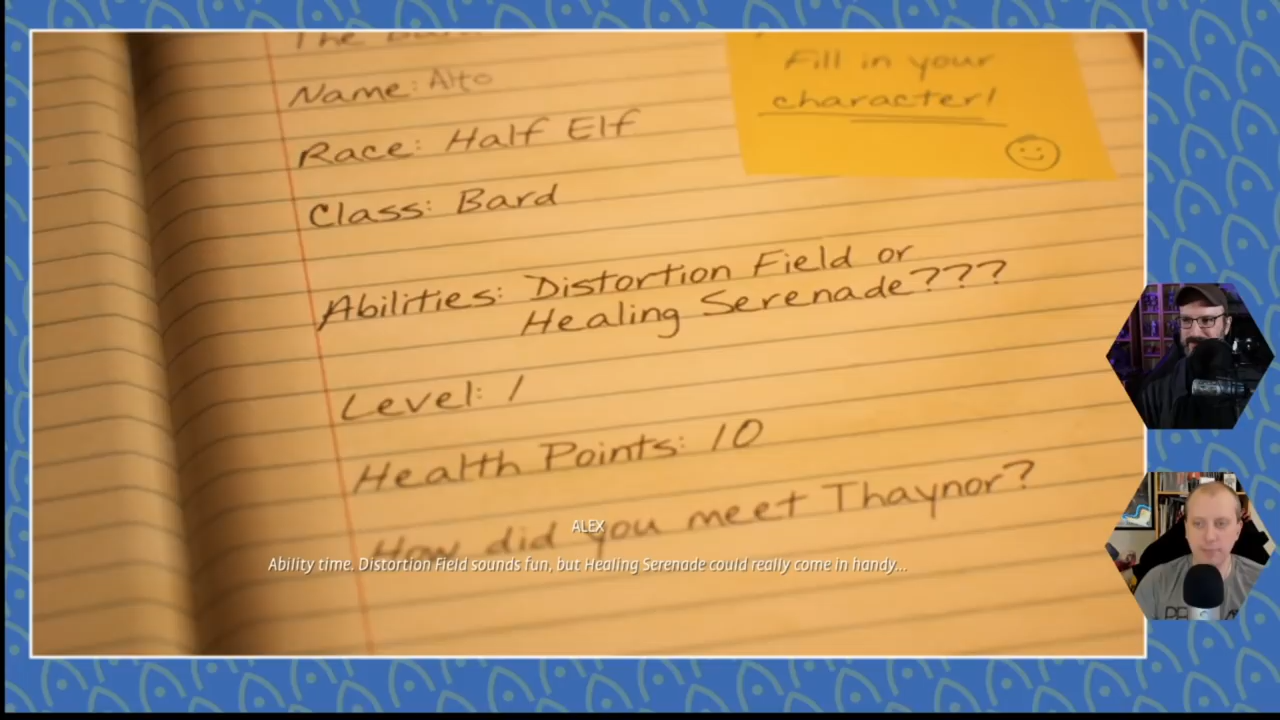 The Bard
Name: Alto
Race: Half Elf
Class: Bard
Abilities: Distortion Field or
Healing Serenade???
Level: 1
Health Points: 10
How did you meet Thaynor?
Fill in your
character!
ALEX
Ability time. Distortion Field sounds fun, but Healing Serenade could really come in handy...